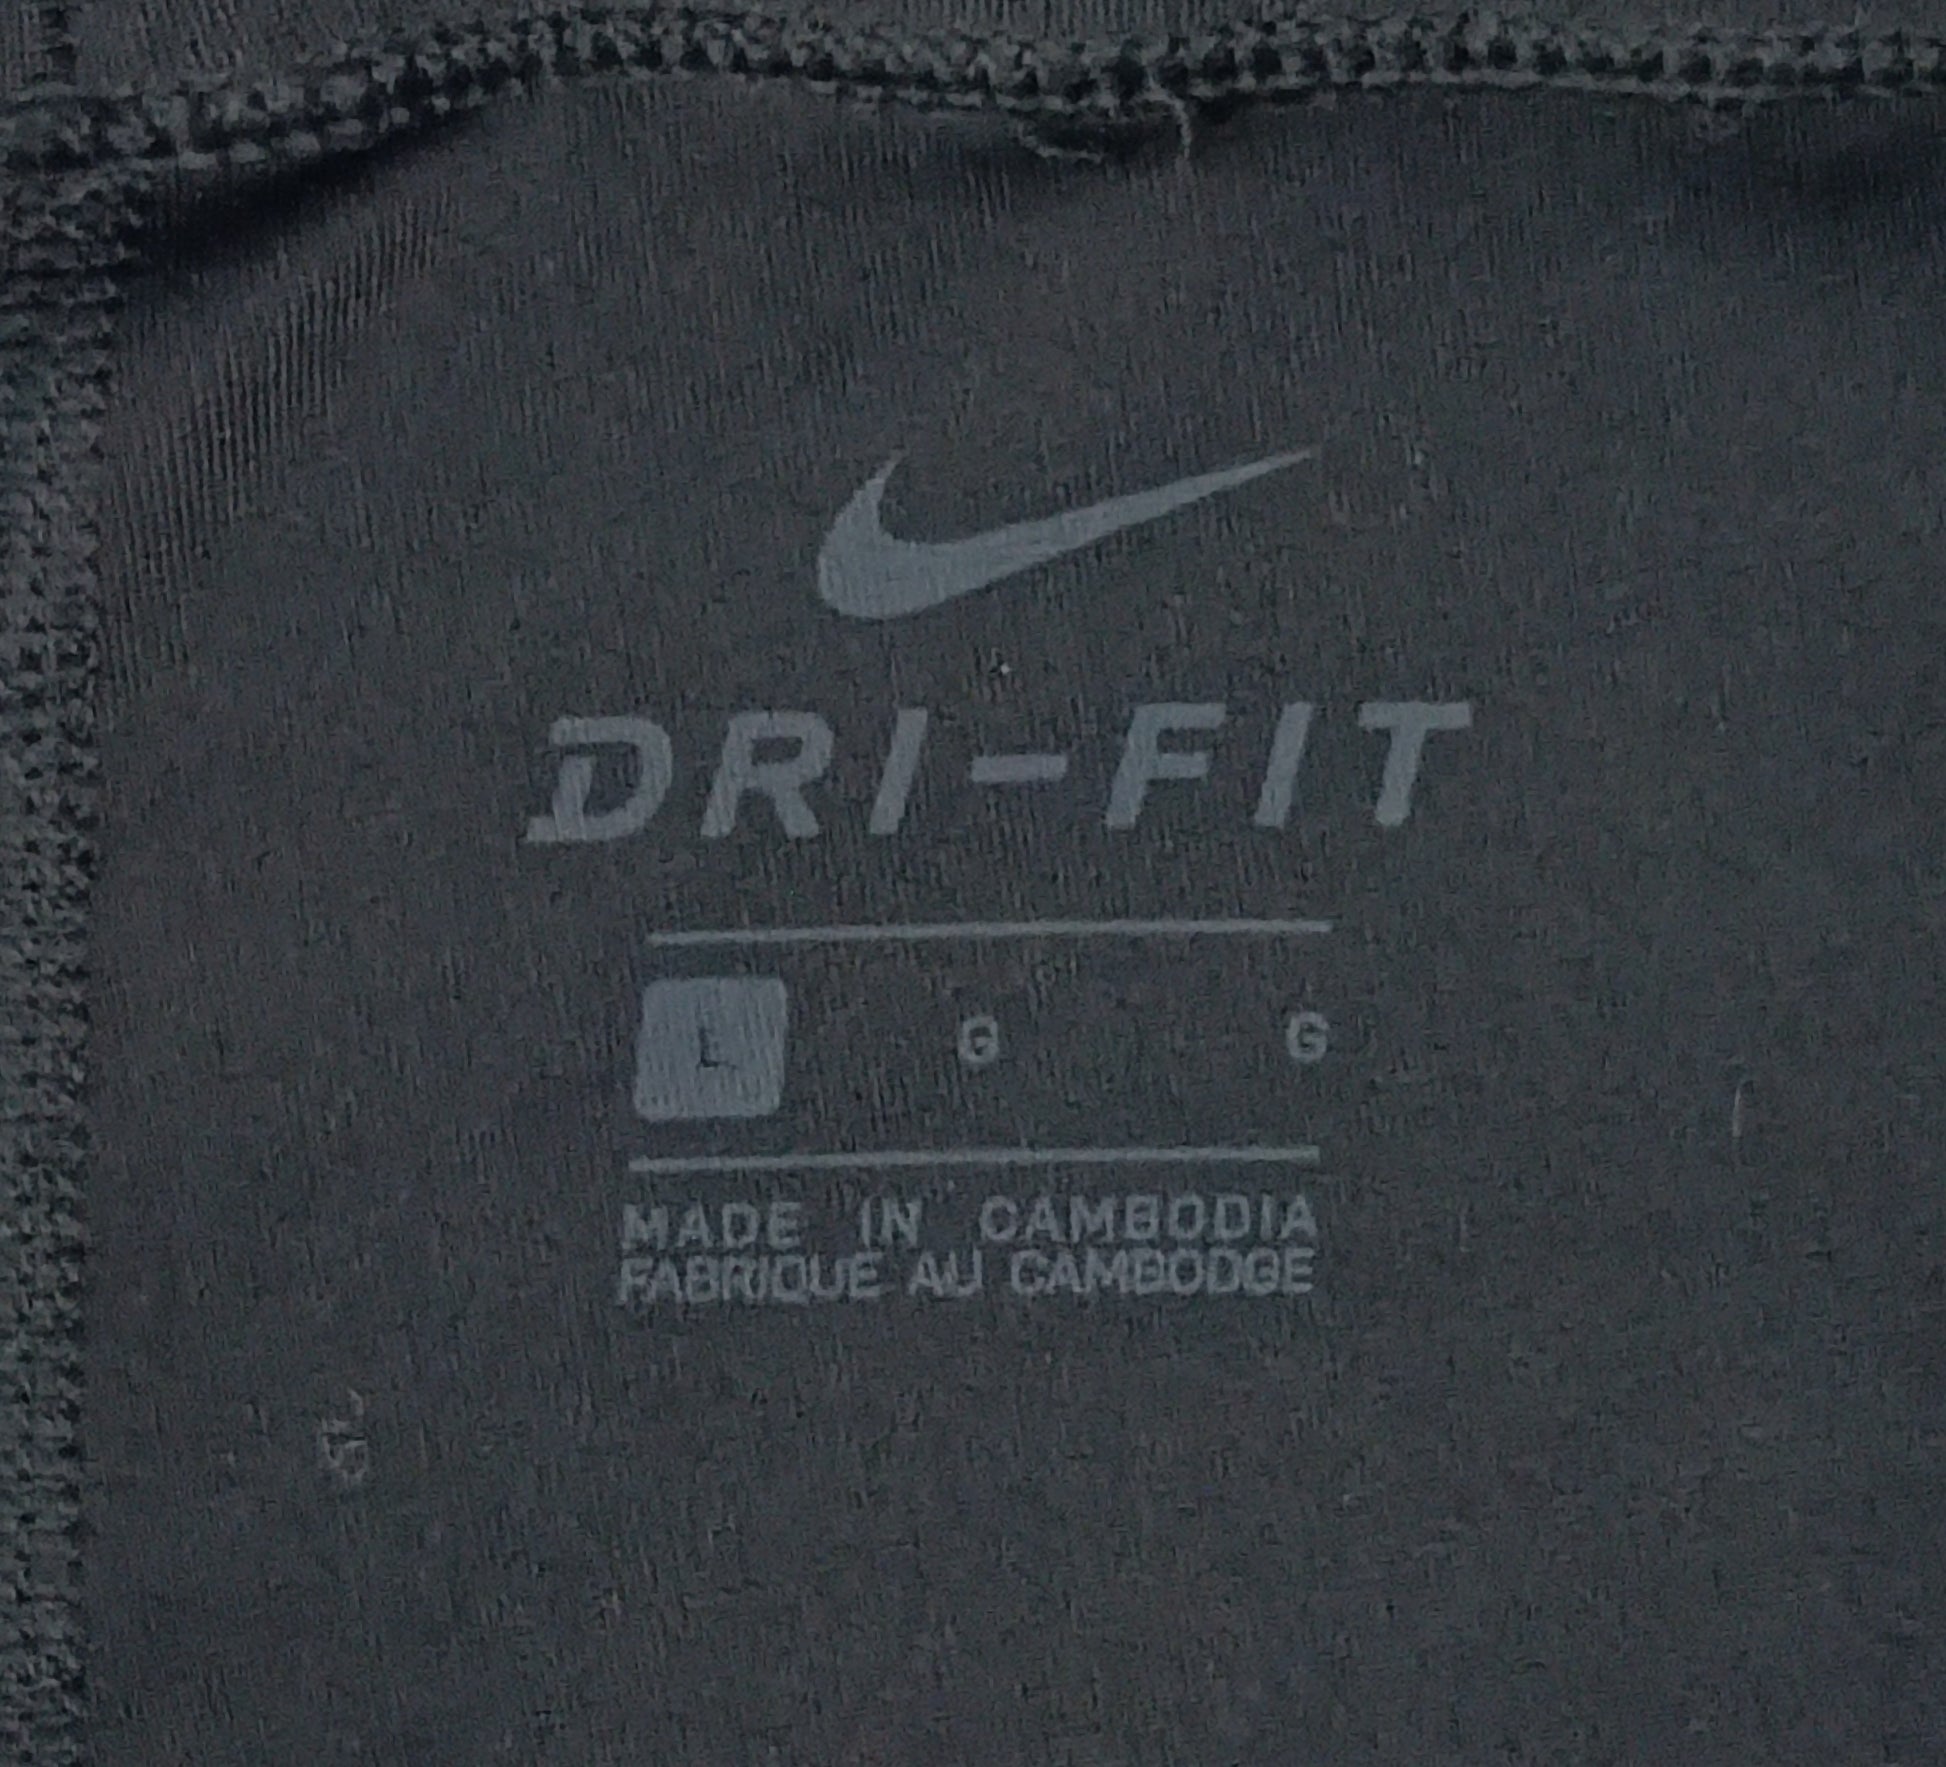 DRI-FIT
L G G
MADE IN CAMBODIA
FABRIQUE AU CAMBODGE